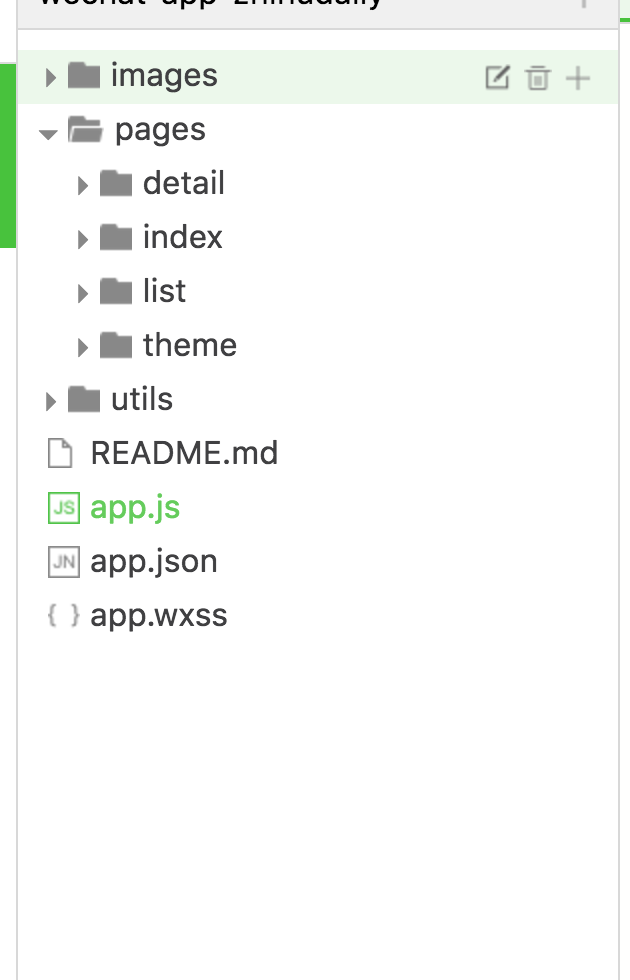 wechat-app-zhihudaily
images
pages
detail
index
list
theme
utils
README.md
JS app.js
JN app.json
{ } app.wxss